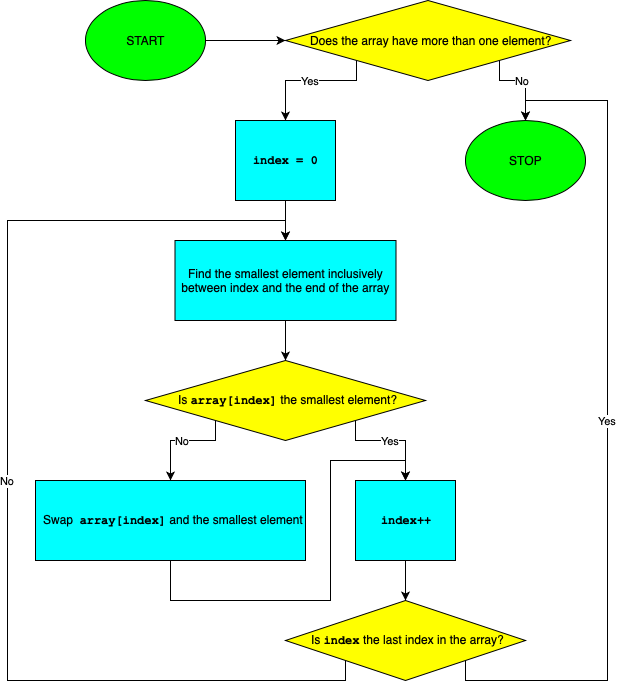 START
Does the array have more than one element?
Yes
No
index = 0
STOP
Find the smallest element inclusively
between index and the end of the array
Is array[index] the smallest element?
Yes
No
Yes
No
Swap array[index] and the smallest element
index++
Is index the last index in the array?